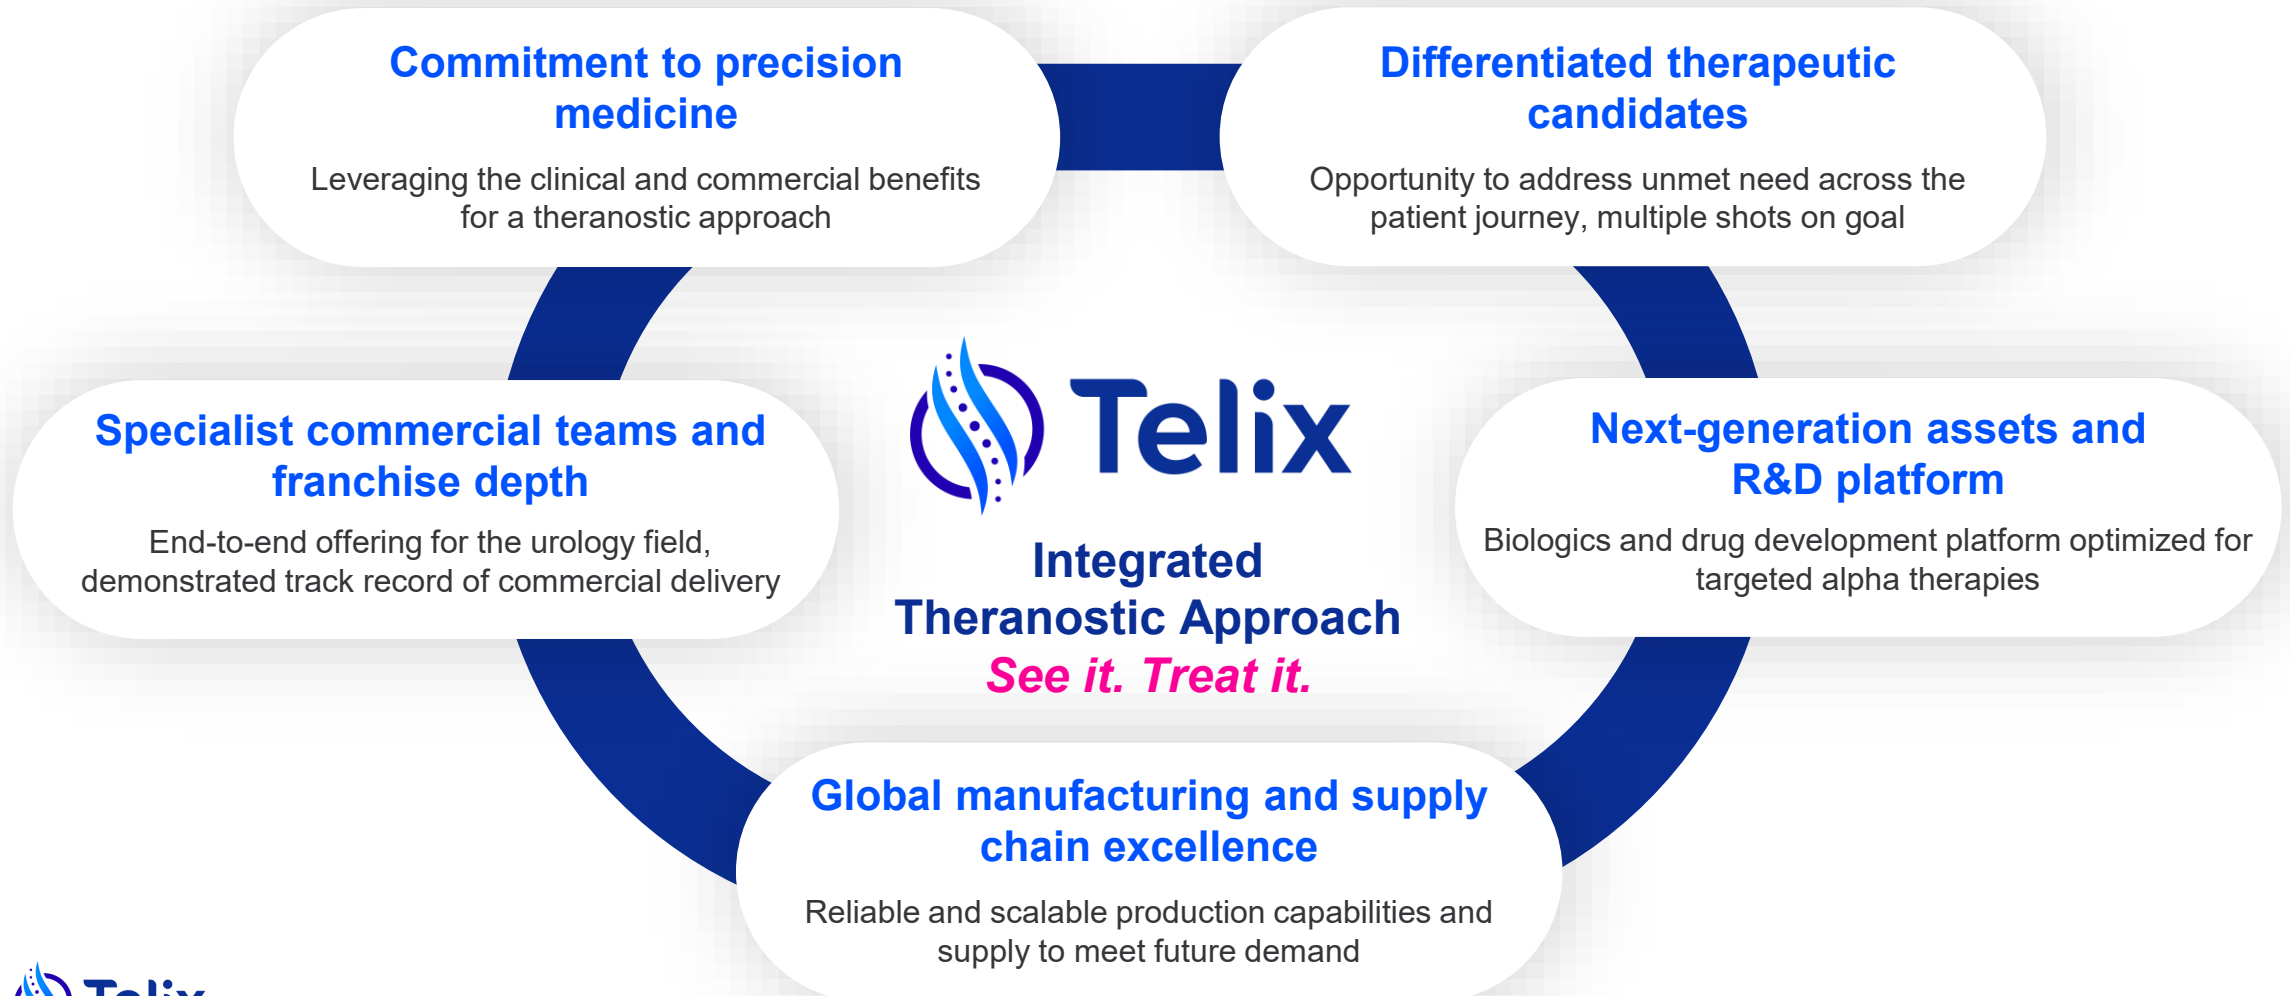 Commitment to precision
medicine
Leveraging the clinical and commercial benefits
for a theranostic approach
Differentiated therapeutic
candidates
Opportunity to address unmet need across the
patient journey, multiple shots on goal
Specialist commercial teams and
franchise depth
End-to-end offering for the urology field,
demonstrated track record of commercial delivery
Telix
Integrated
Theranostic Approach
See it. Treat it.
Next-generation assets and
R&D platform
Biologics and drug development platform optimized for
targeted alpha therapies
Global manufacturing and supply
chain excellence
Reliable and scalable production capabilities and
supply to meet future demand
Telix